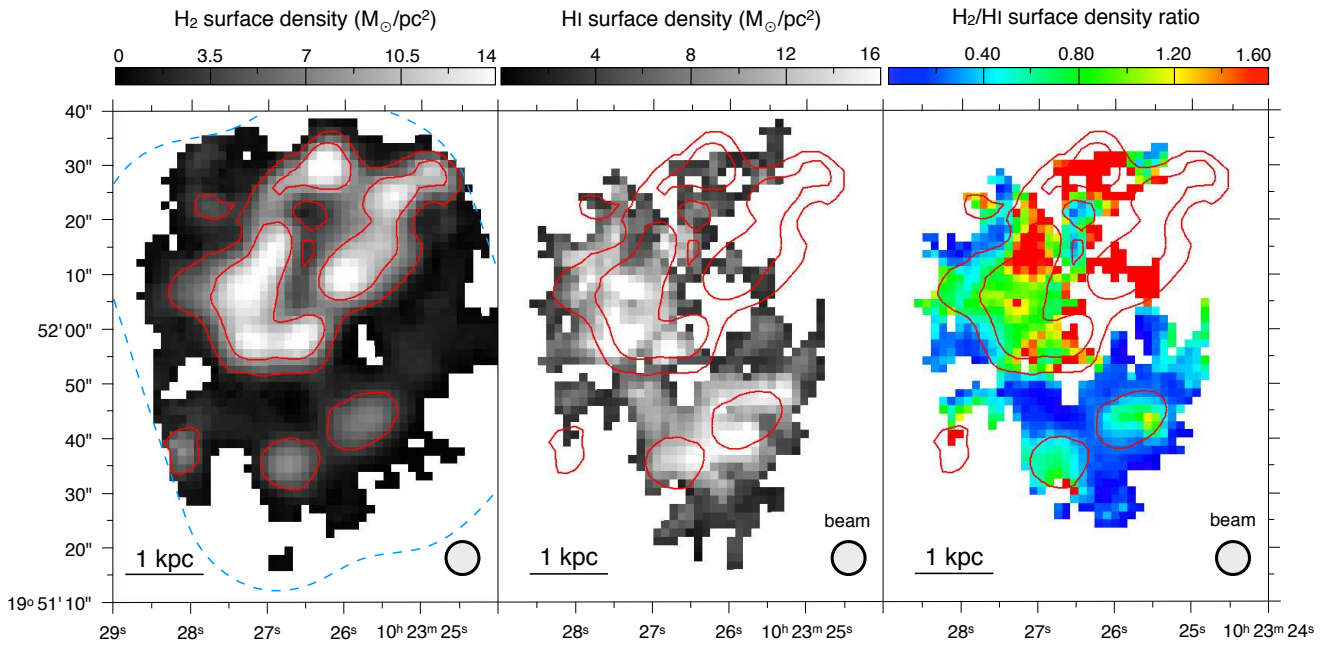 H₂ surface density (M☉/pc²) HI surface density (M☉/pc²) H₂/HI surface density ratio
0 3.5 7 10.5 14 4 8 12 16 0.40 0.80 1.20 1.60
40"
30"
20"
10"
52'00"
50"
40"
30"
20"
19º 51' 10"
1 kpc 1 kpc beam 1 kpc beam
29ˢ 28ˢ 27ˢ 26ˢ 10ʰ 23ᵐ 25ˢ 28ˢ 27ˢ 26ˢ 10ʰ 23ᵐ 25ˢ 28ˢ 27ˢ 26ˢ 25ˢ 10ʰ 23ᵐ 24ˢ